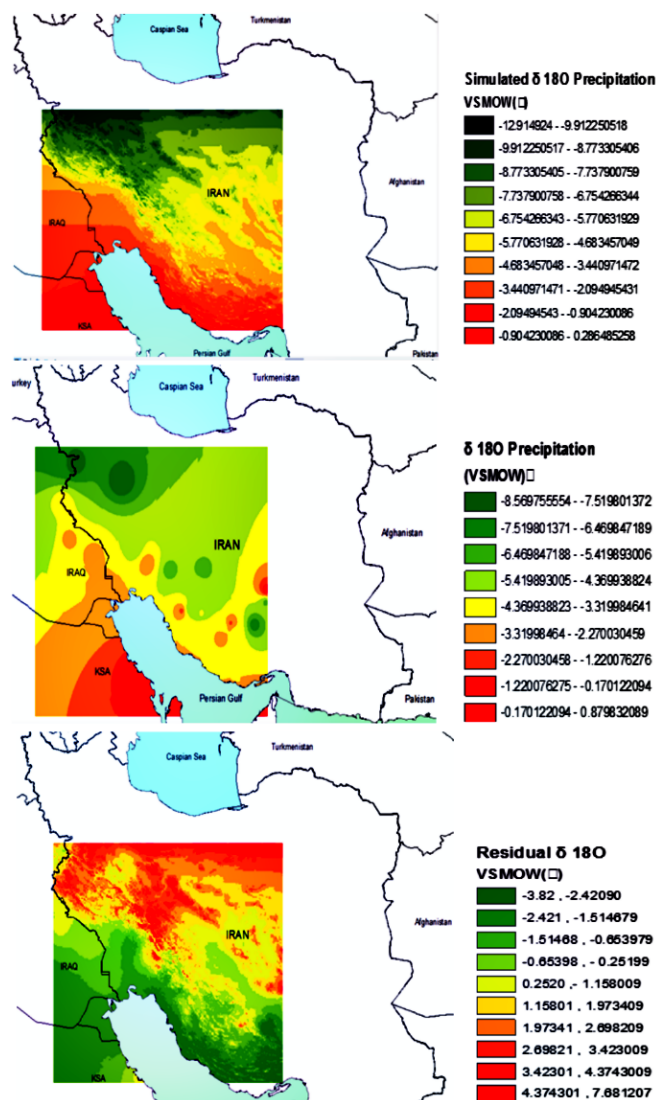 Caspian Sea
Turkmenistan
Simulated δ 18O Precipitation
VSMOW(□)
-12.914924 - -9.912250518
-9.912250517 - -8.773305406
-8.773305405 - -7.737900759
-7.737900758 - -6.754266344
-6.754266343 - -5.770631929
-5.770631928 - -4.683457049
-4.683457048 - -3.440971472
-3.440971471 - -2.094945431
-2.09494543 - -0.904230086
-0.904230086 - 0.286485258
IRAN
Afghanistan
IRAQ
KSA
Persian Gulf
Pakistan
urkey
Caspian Sea
Turkmenistan
δ 18O Precipitation
(VSMOW)□
-8.569755554 - -7.519801372
-7.519801371 - -6.469847189
-6.469847188 - -5.419893006
-5.419893005 - -4.369938824
-4.369938823 - -3.319984641
-3.31998464 - -2.270030459
-2.270030458 - -1.220076276
-1.220076275 - -0.170122094
-0.170122094 - 0.879832089
IRAN
Afghanistan
IRAQ
KSA
Persian Gulf
Pakistan
Caspian Sea
Turkmenistan
Residual δ 18O
VSMOW(□)
-3.82 , -2.42090
-2.421 , -1.514679
-1.51468 , -0.653979
-0.65398 , - 0.25199
0.2520 ,- 1.158009
1.15801 , 1.973409
1.97341 , 2.698209
2.69821 , 3.423009
3.42301 , 4.3743009
4.374301 , 7.681207
IRAN
Afghanistan
IRAQ
KSA
Persian Gulf
Pakistan